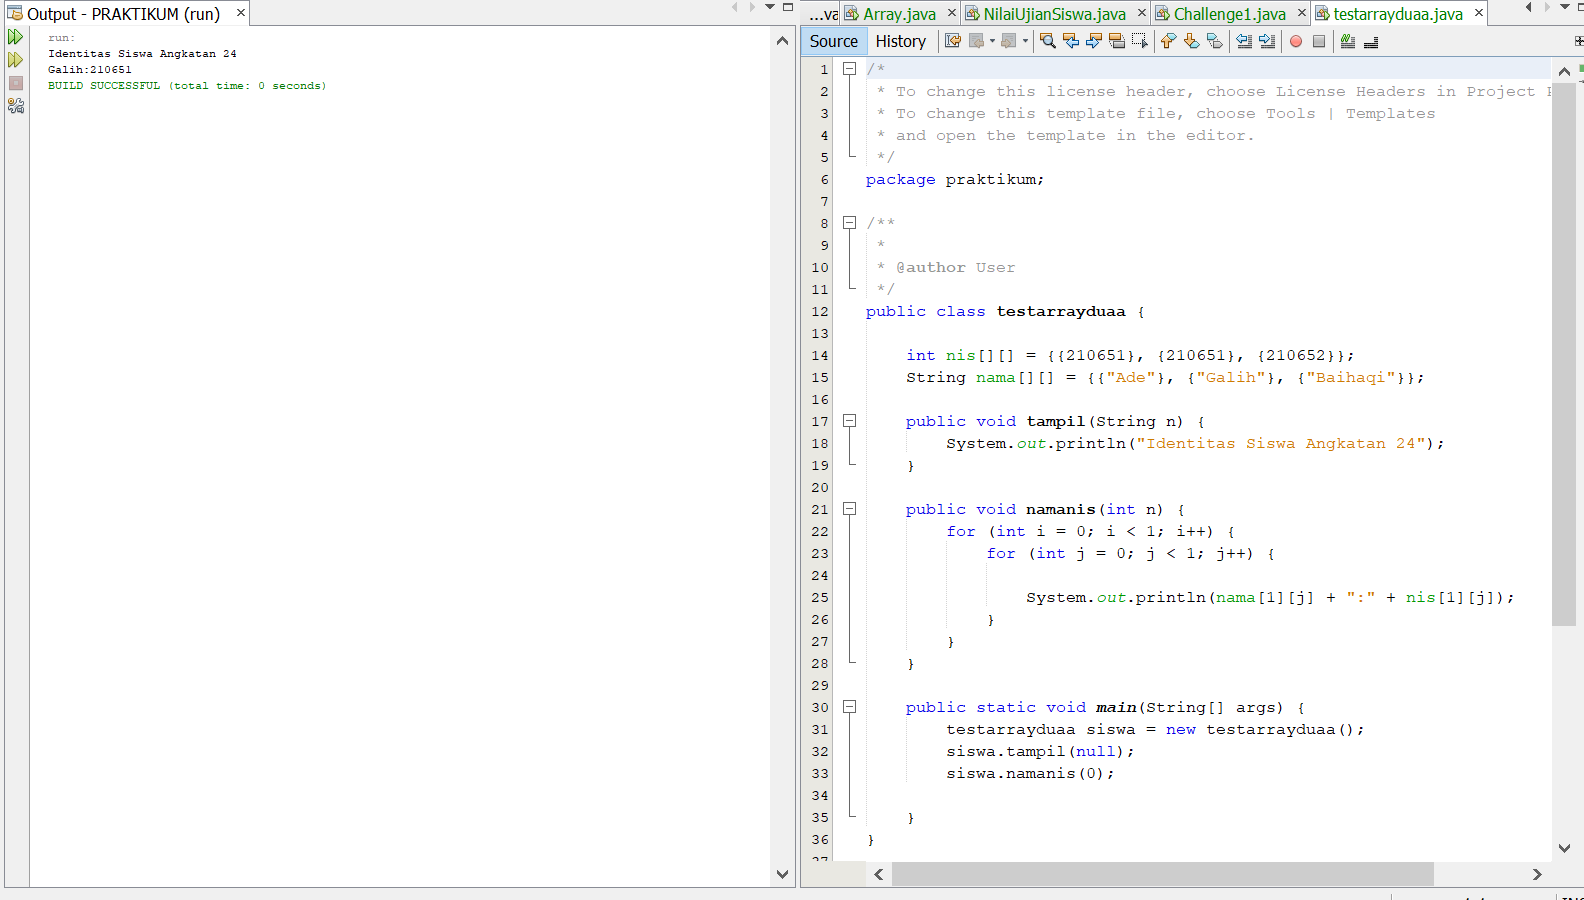 Output - PRAKTIKUM (run)
run:
Identitas Siswa Angkatan 24
Galih:210651
BUILD SUCCESSFUL (total time: 0 seconds)
...va Array.java NilaiUjianSiswa.java Challenge1.java testarrayduaa.java
Source History
1 /*
2 * To change this license header, choose License Headers in Project
3 * To change this template file, choose Tools | Templates
4 * and open the template in the editor.
5 */
6 package praktikum;
7
8 /**
9 *
10 * @author User
11 */
12 public class testarrayduaa {
13
14 int nis[][] = {{210651}, {210651}, {210652}};
15 String nama[][] = {{"Ade"}, {"Galih"}, {"Baihaqi"}};
16
17 public void tampil(String n) {
18 System.out.println("Identitas Siswa Angkatan 24");
19 }
20
21 public void namanis(int n) {
22 for (int i = 0; i < 1; i++) {
23 for (int j = 0; j < 1; j++) {
24
25 System.out.println(nama[1][j] + ":" + nis[1][j]);
26 }
27 }
28 }
29
30 public static void main(String[] args) {
31 testarrayduaa siswa = new testarrayduaa();
32 siswa.tampil(null);
33 siswa.namanis(0);
34
35 }
36 }